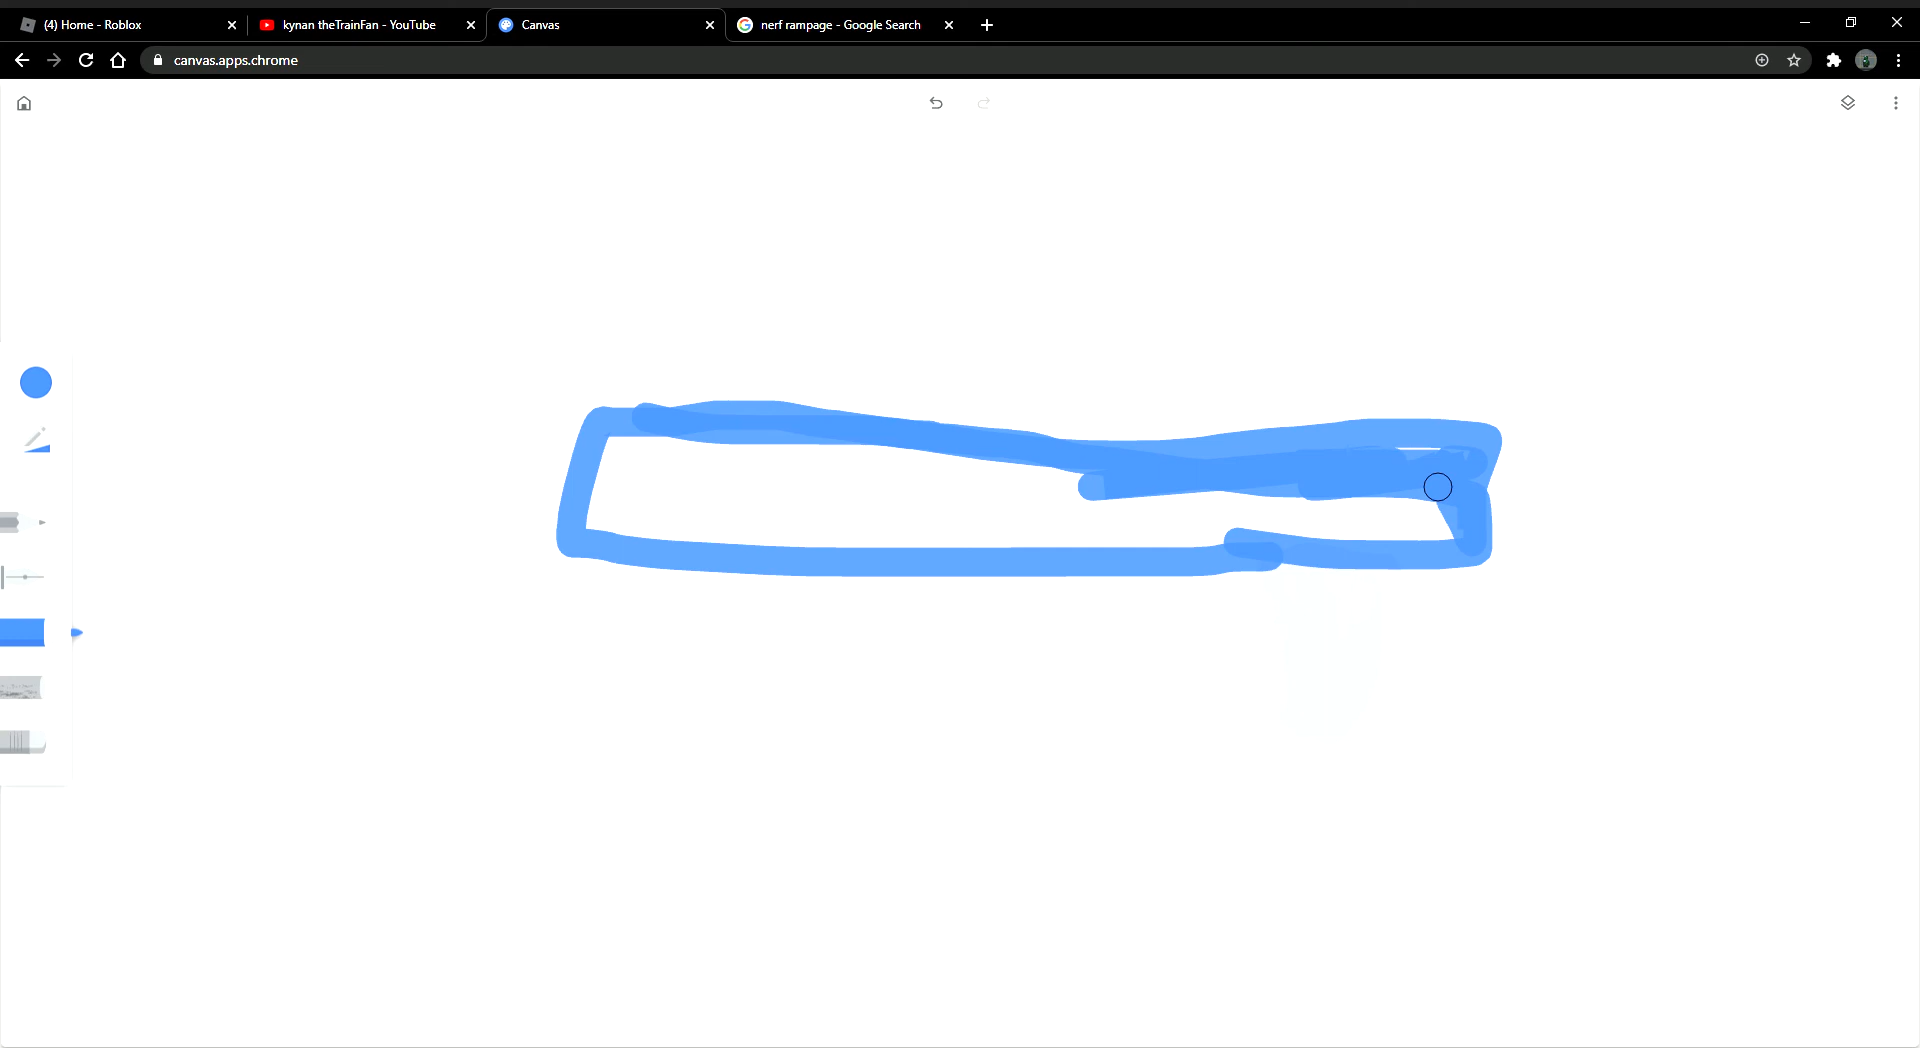 (4) Home - Roblox
kynan theTrainFan - YouTube
Canvas
nerf rampage - Google Search
canvas.apps.chrome